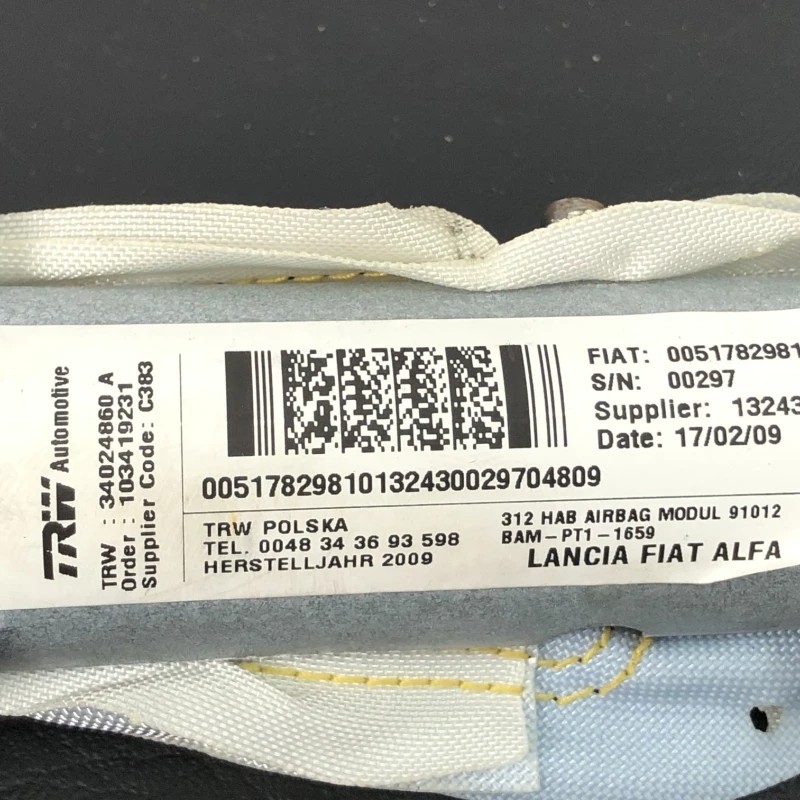 TRW Automotive
TRW : 34024860 A
Order : 103419231
Supplier Code: C383
FIAT: 0051782981
S/N: 00297
Supplier: 13243
Date: 17/02/09
00517829810132430029704809
TRW POLSKA
TEL. 0048 34 36 93 598
HERSTELLJAHR 2009
312 HAB AIRBAG MODUL 91012
BAM-PT1-1659
LANCIA FIAT ALFA